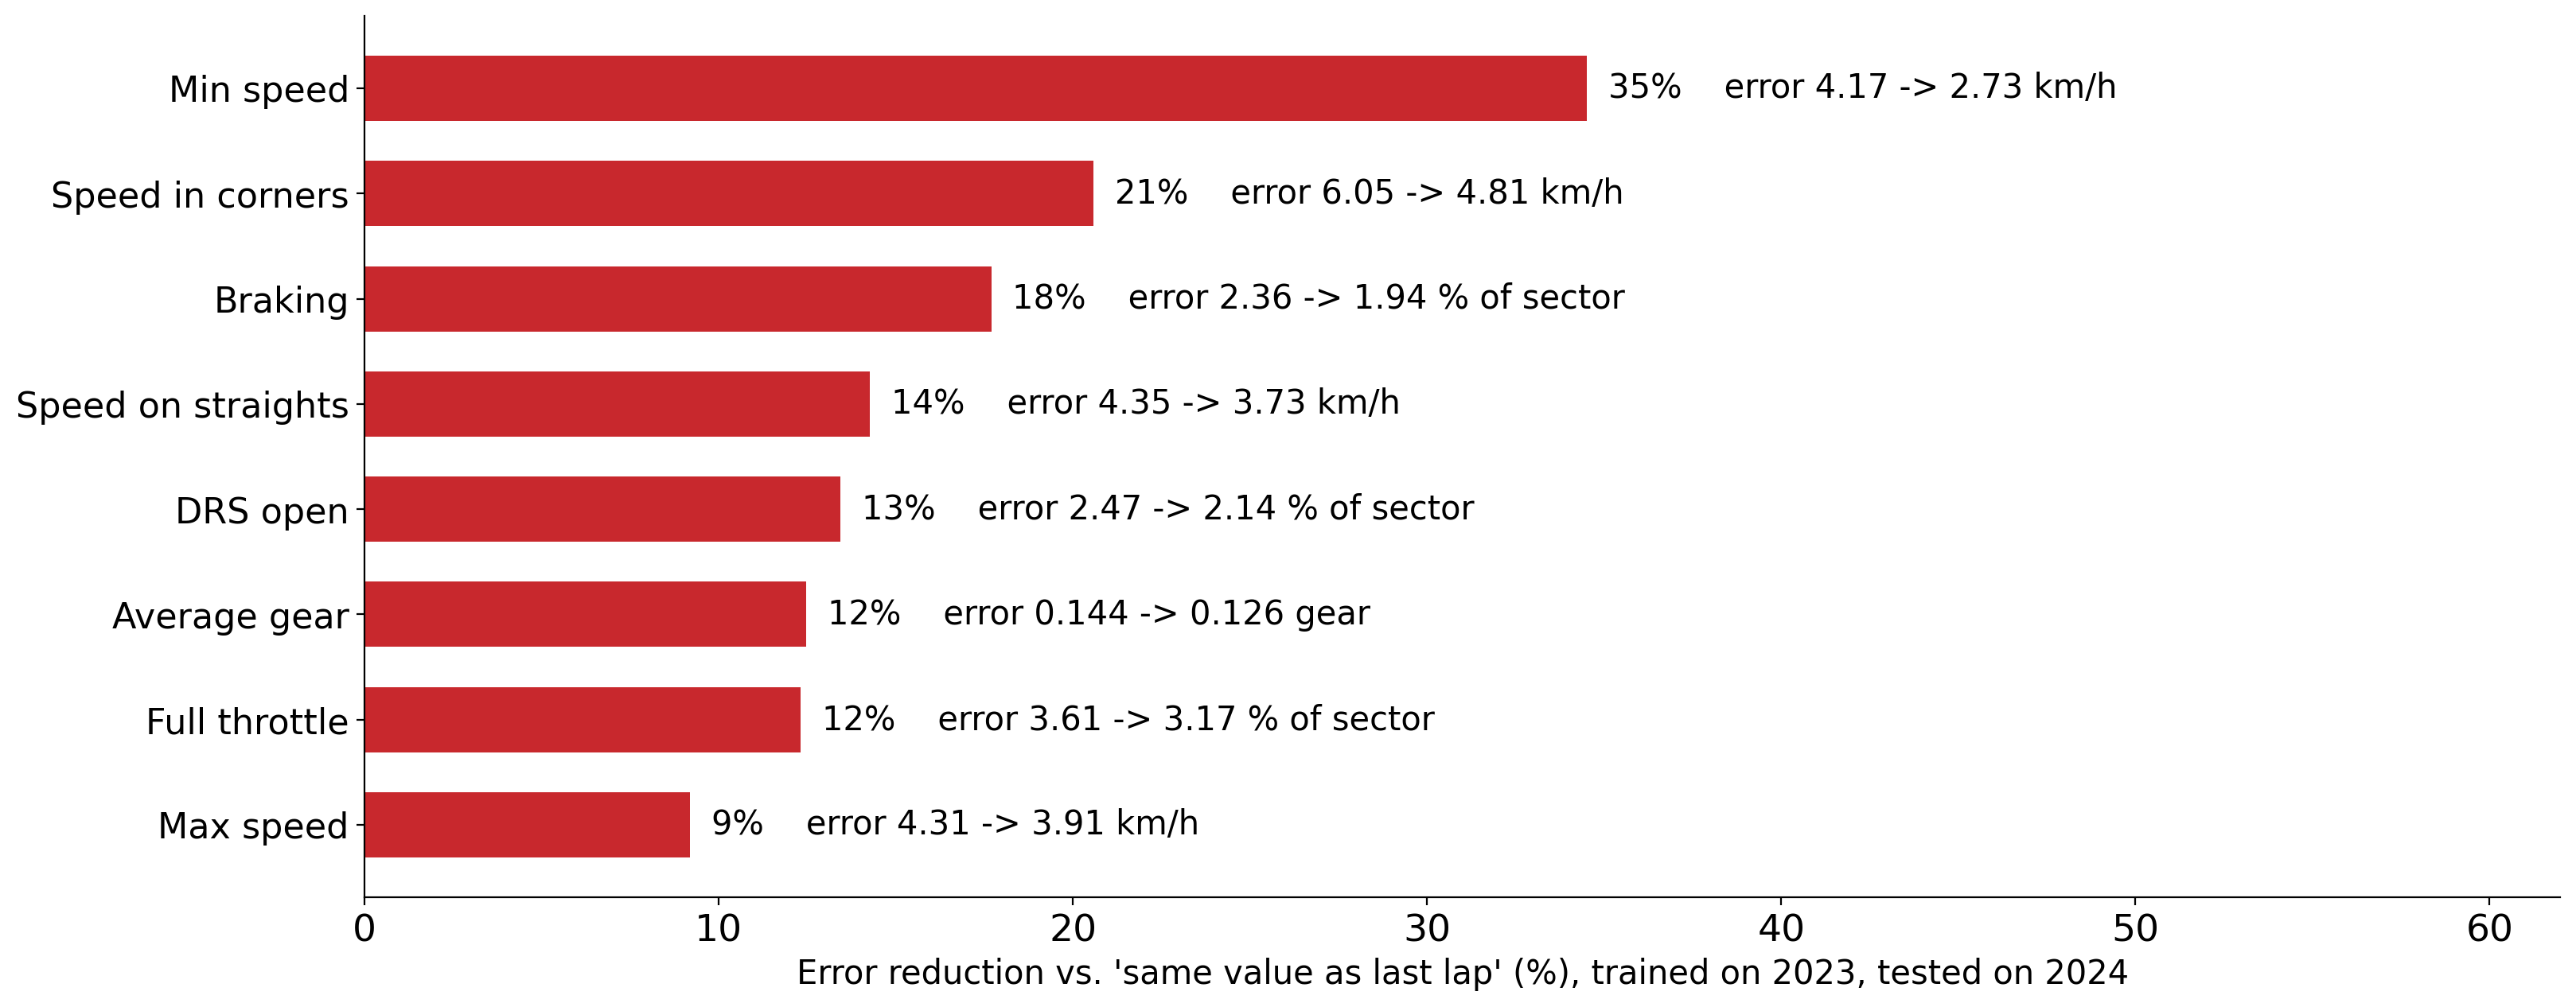 Min speed 35% error 4.17 -> 2.73 km/h
Speed in corners 21% error 6.05 -> 4.81 km/h
Braking 18% error 2.36 -> 1.94 % of sector
Speed on straights 14% error 4.35 -> 3.73 km/h
DRS open 13% error 2.47 -> 2.14 % of sector
Average gear 12% error 0.144 -> 0.126 gear
Full throttle 12% error 3.61 -> 3.17 % of sector
Max speed 9% error 4.31 -> 3.91 km/h
0 10 20 30 40 50 60
Error reduction vs. 'same value as last lap' (%), trained on 2023, tested on 2024